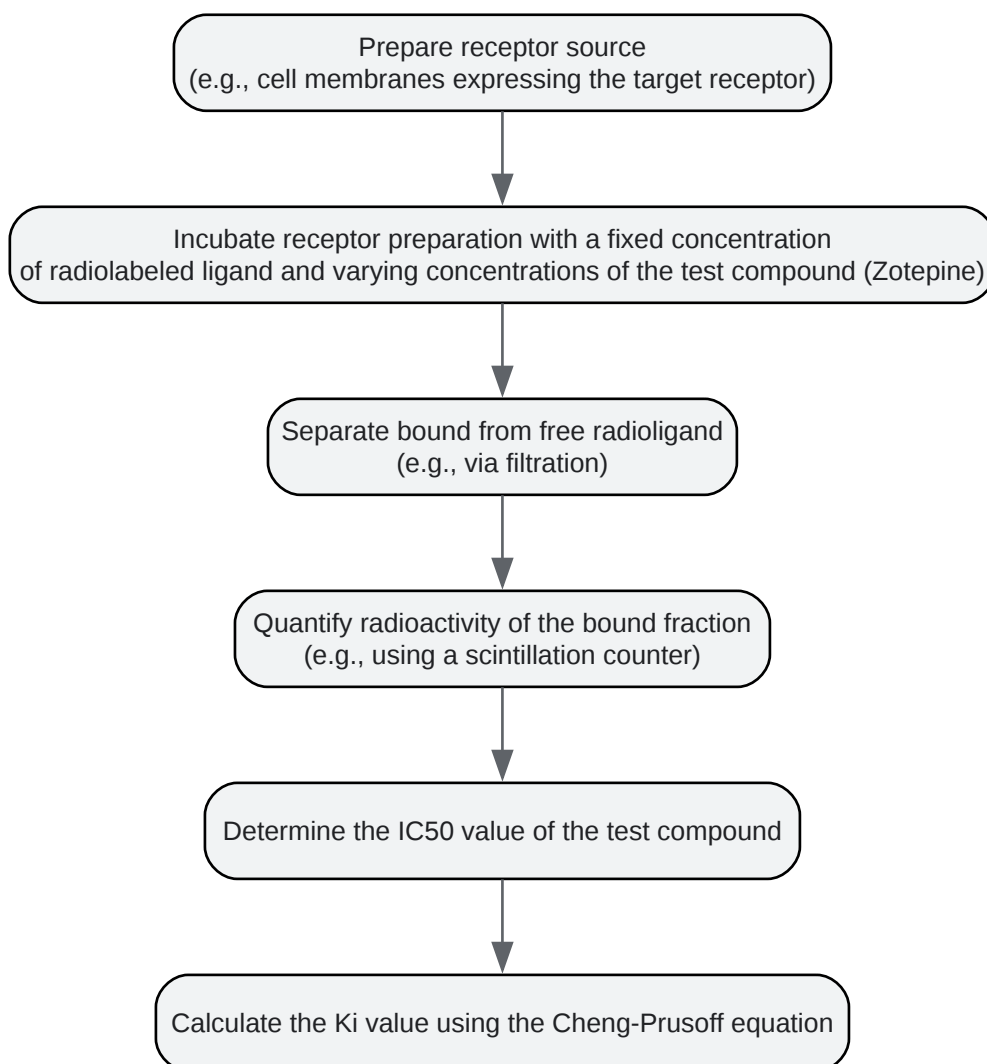 Prepare receptor source
(e.g., cell membranes expressing the target receptor)
Incubate receptor preparation with a fixed concentration
of radiolabeled ligand and varying concentrations of the test compound (Zotepine)
Separate bound from free radioligand
(e.g., via filtration)
Quantify radioactivity of the bound fraction
(e.g., using a scintillation counter)
Determine the IC50 value of the test compound
Calculate the Ki value using the Cheng-Prusoff equation